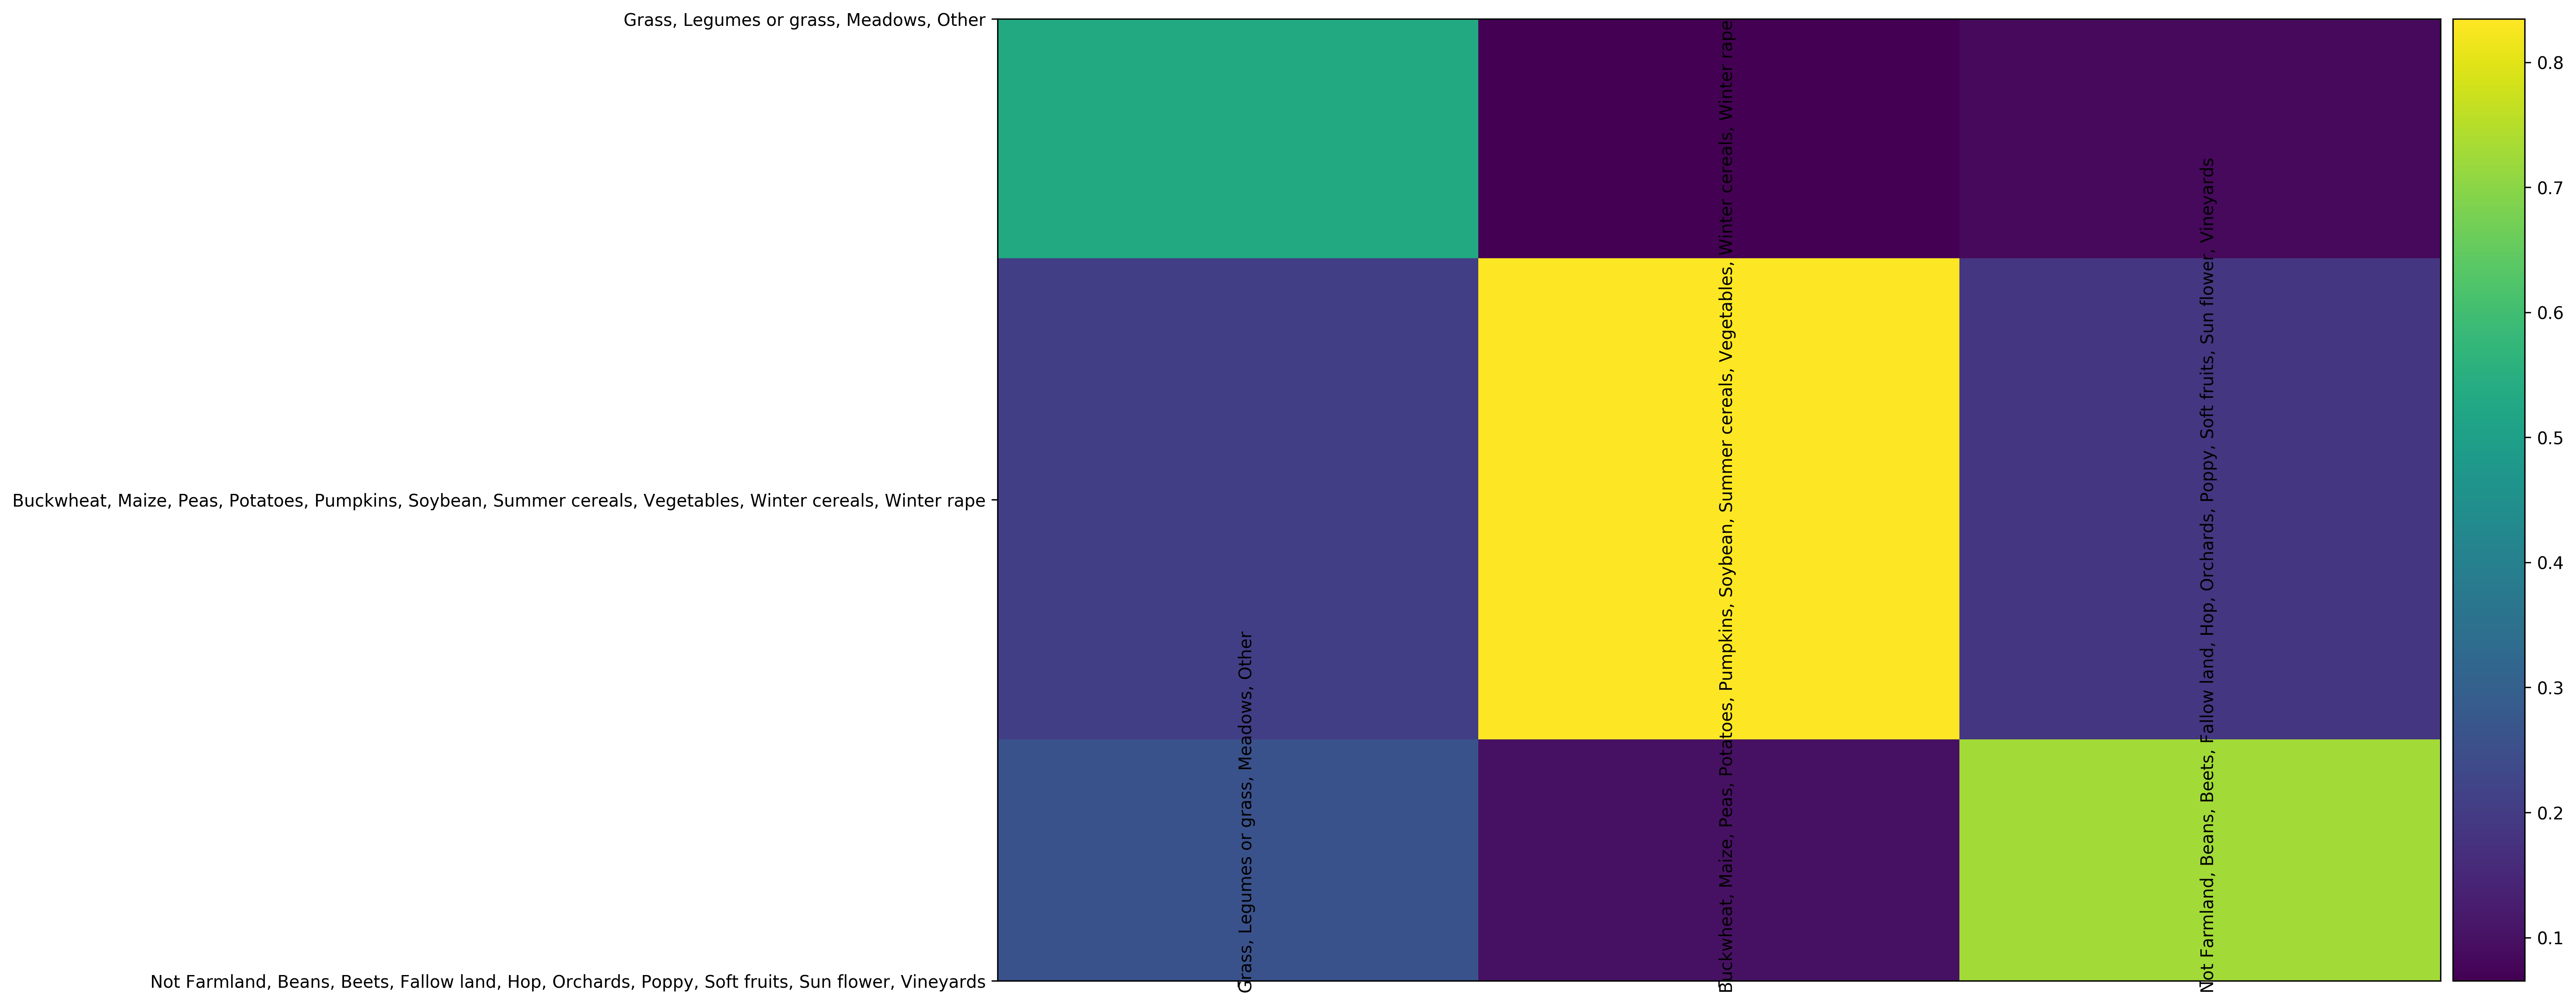 Grass, Legumes or grass, Meadows, Other
Buckwheat, Maize, Peas, Potatoes, Pumpkins, Soybean, Summer cereals, Vegetables, Winter cereals, Winter rape
Not Farmland, Beans, Beets, Fallow land, Hop, Orchards, Poppy, Soft fruits, Sun flower, Vineyards
Grass, Legumes or grass, Meadows, Other
Buckwheat, Maize, Peas, Potatoes, Pumpkins, Soybean, Summer cereals, Vegetables, Winter cereals, Winter rape
Not Farmland, Beans, Beets, Fallow land, Hop, Orchards, Poppy, Soft fruits, Sun flower, Vineyards
0.8
0.7
0.6
0.5
0.4
0.3
0.2
0.1